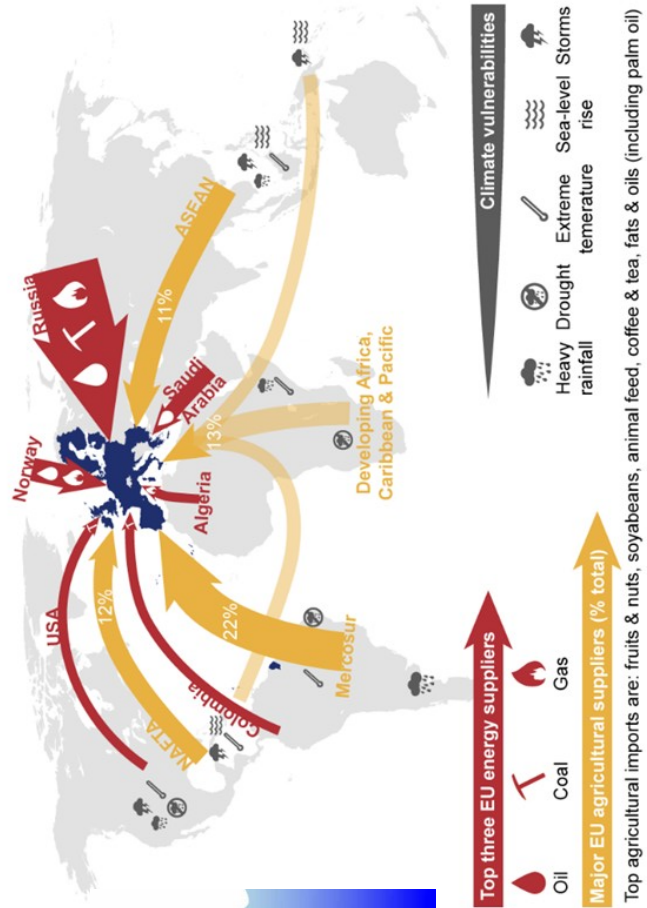 Russia
Norway
USA
ASEAN
11%
Saudi
Arabia
13%
Algeria
12%
NAFTA
22%
Colombia
Mercosur
Developing Africa,
Caribbean & Pacific
Top three EU energy suppliers
Oil
Coal
Gas
Major EU agricultural suppliers (% total)
Climate vulnerabilities
Heavy
rainfall
Drought
Extreme
temerature
Sea-level
rise
Storms
Top agricultural imports are: fruits & nuts, soyabeans, animal feed, coffee & tea, fats & oils (including palm oil)